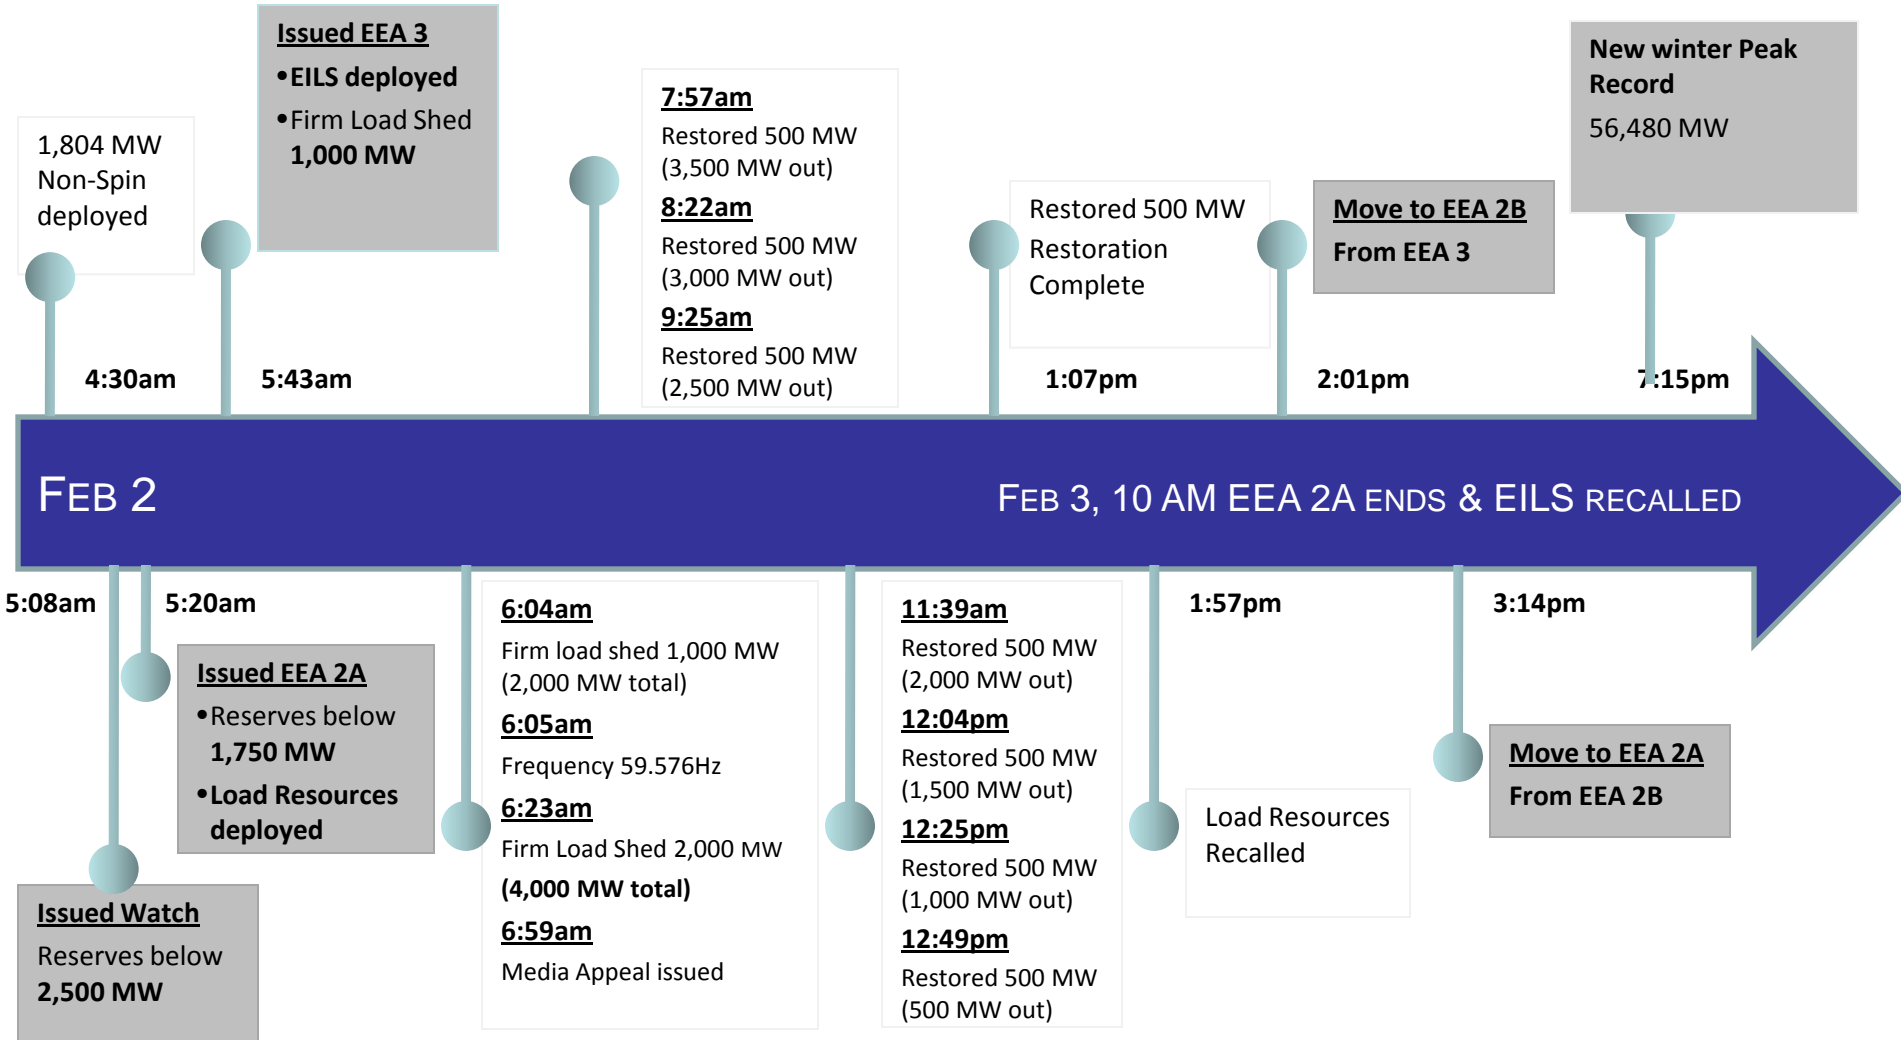 Issued EEA 3
•EILS deployed
•Firm Load Shed
1,000 MW
New winter Peak
Record
56,480 MW
1,804 MW
Non-Spin
deployed
7:57am
Restored 500 MW
(3,500 MW out)
8:22am
Restored 500 MW
(3,000 MW out)
9:25am
Restored 500 MW
(2,500 MW out)
Restored 500 MW
Restoration
Complete
Move to EEA 2B
From EEA 3
4:30am
5:43am
1:07pm
2:01pm
7:15pm
FEB 2
FEB 3, 10 AM EEA 2A ENDS & EILS RECALLED
5:08am
5:20am
1:57pm
3:14pm
Issued EEA 2A
•Reserves below
1,750 MW
•Load Resources
deployed
Issued Watch
Reserves below
2,500 MW
6:04am
Firm load shed 1,000 MW
(2,000 MW total)
6:05am
Frequency 59.576Hz
6:23am
Firm Load Shed 2,000 MW
(4,000 MW total)
6:59am
Media Appeal issued
11:39am
Restored 500 MW
(2,000 MW out)
12:04pm
Restored 500 MW
(1,500 MW out)
12:25pm
Restored 500 MW
(1,000 MW out)
12:49pm
Restored 500 MW
(500 MW out)
Load Resources
Recalled
Move to EEA 2A
From EEA 2B